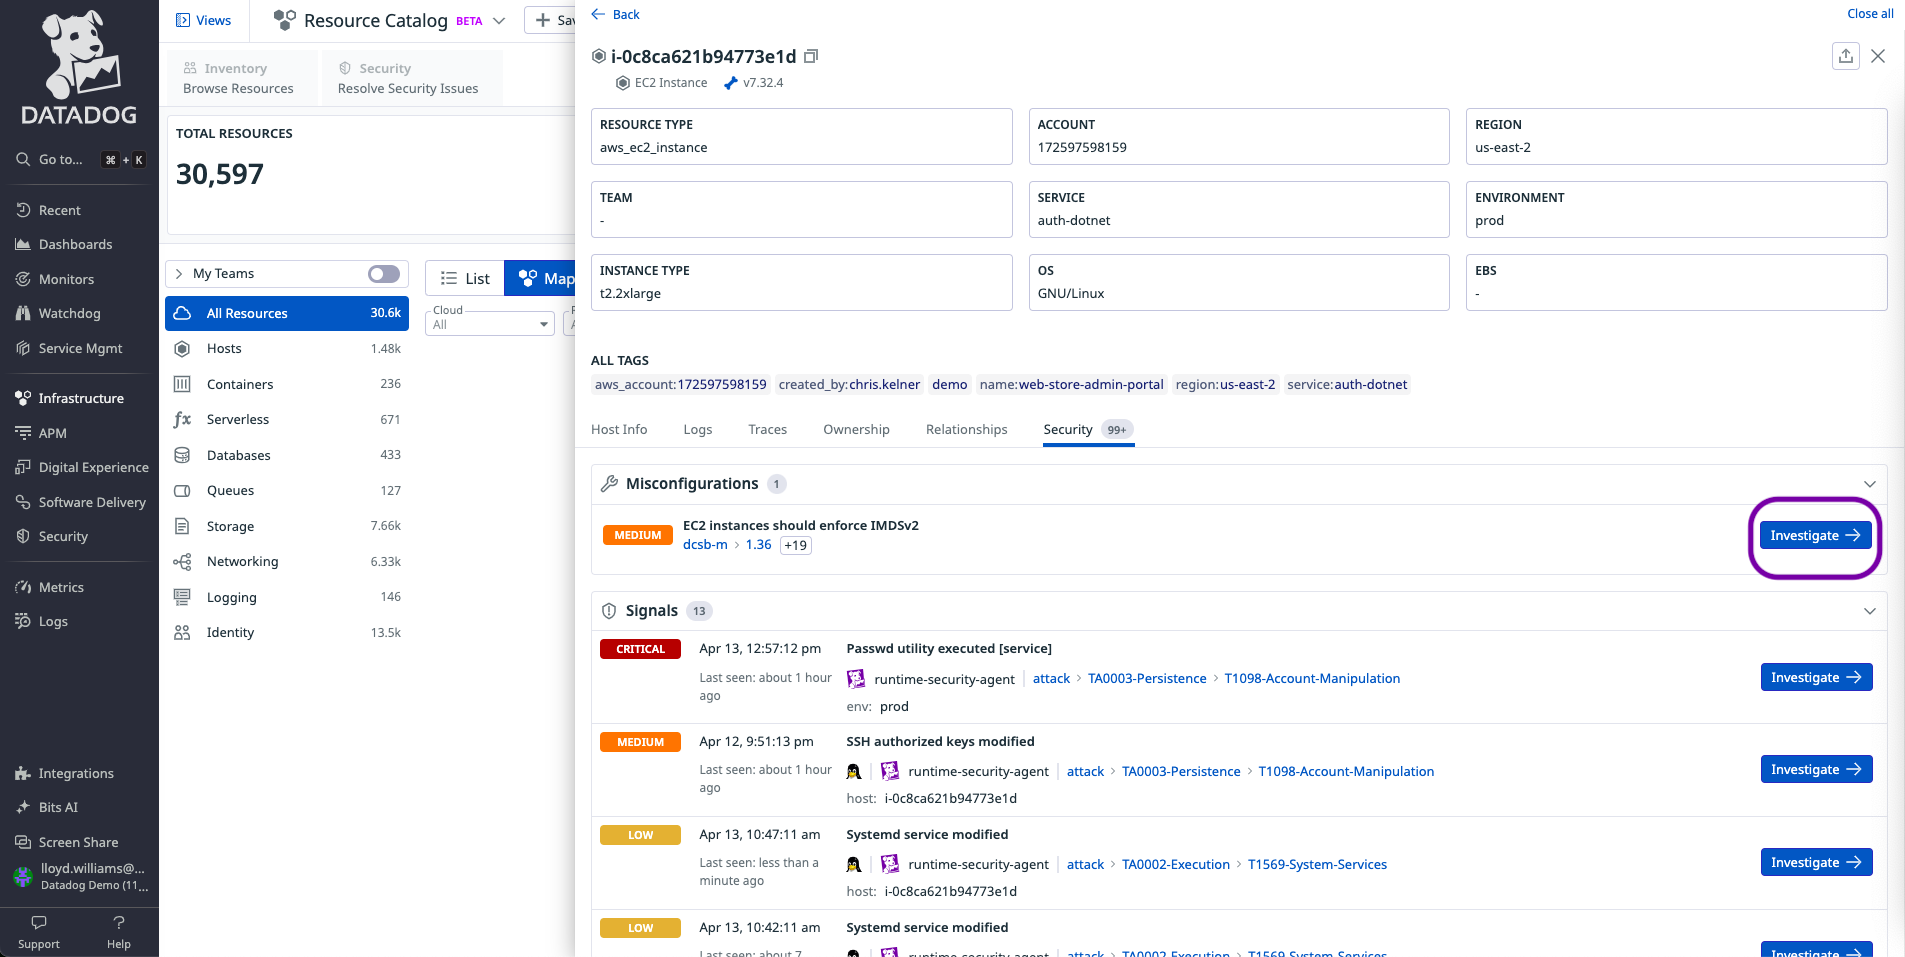 DATADOG
Go to... ⌘ + K
Recent
Dashboards
Monitors
Watchdog
Service Mgmt
Infrastructure
APM
Digital Experience
Software Delivery
Security
Metrics
Logs
Integrations
Bits AI
Screen Share
lloyd.williams@...
Datadog Demo (11...
Support
Help
Views
Resource Catalog BETA
Inventory
Browse Resources
Security
Resolve Security Issues
TOTAL RESOURCES
30,597
My Teams
All Resources 30.6k
Hosts 1.48k
Containers 236
Serverless 671
Databases 433
Queues 127
Storage 7.66k
Networking 6.33k
Logging 146
Identity 13.5k
List
Map
Cloud
All
Back
Close all
i-0c8ca621b94773e1d
EC2 Instance v7.32.4
RESOURCE TYPE
aws_ec2_instance
ACCOUNT
172597598159
REGION
us-east-2
TEAM
-
SERVICE
auth-dotnet
ENVIRONMENT
prod
INSTANCE TYPE
t2.2xlarge
OS
GNU/Linux
EBS
-
ALL TAGS
aws_account:172597598159 created_by:chris.kelner demo name:web-store-admin-portal region:us-east-2 service:auth-dotnet
Host Info Logs Traces Ownership Relationships Security 99+
Misconfigurations 1
MEDIUM
EC2 instances should enforce IMDSv2
dcsb-m > 1.36 +19
Investigate →
Signals 13
CRITICAL Apr 13, 12:57:12 pm Passwd utility executed [service]
Last seen: about 1 hour ago
runtime-security-agent attack > TA0003-Persistence > T1098-Account-Manipulation
env: prod
Investigate →
MEDIUM Apr 12, 9:51:13 pm SSH authorized keys modified
Last seen: about 1 hour ago
runtime-security-agent attack > TA0003-Persistence > T1098-Account-Manipulation
host: i-0c8ca621b94773e1d
Investigate →
LOW Apr 13, 10:47:11 am Systemd service modified
Last seen: less than a minute ago
runtime-security-agent attack > TA0002-Execution > T1569-System-Services
host: i-0c8ca621b94773e1d
Investigate →
LOW Apr 13, 10:42:11 am Systemd service modified
Last seen: about 7
runtime-security-agent attack > TA0002-Execution > T1569-System-Services
Investigate →